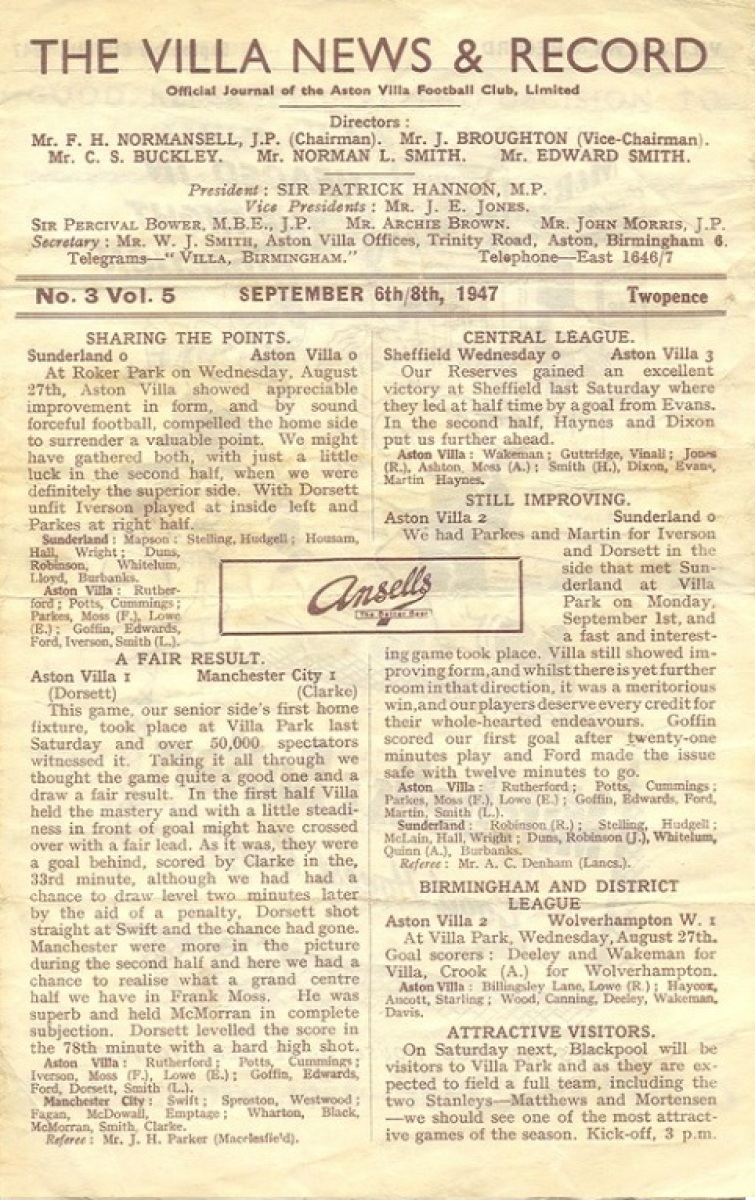 THE VILLA NEWS & RECORD
Official Journal of the Aston Villa Football Club, Limited
Directors :
Mr. F. H. NORMANSELL, J.P. (Chairman). Mr. J. BROUGHTON (Vice-Chairman).
Mr. C. S. BUCKLEY. Mr. NORMAN L. SMITH. Mr. EDWARD SMITH.
President : SIR PATRICK HANNON, M.P.
Vice Presidents : MR. J. E. JONES.
SIR PERCIVAL BOWER, M.B.E., J.P. MR. ARCHIE BROWN. MR. JOHN MORRIS, J.P.
Secretary : MR. W. J. SMITH, Aston Villa Offices, Trinity Road, Aston, Birmingham 6.
Telegrams—" VILLA, BIRMINGHAM." Telephone—East 1646/7
No. 3 Vol. 5 SEPTEMBER 6th/8th, 1947 Twopence
SHARING THE POINTS.
Sunderland 0 Aston Villa 0
At Roker Park on Wednesday, August
27th, Aston Villa showed appreciable
improvement in form, and by sound
forceful football, compelled the home side
to surrender a valuable point. We might
have gathered both, with just a little
luck in the second half, when we were
definitely the superior side. With Dorsett
unfit Iverson played at inside left and
Parkes at right half.
Sunderland : Mapson : Stelling, Hudgell ; Housam,
Hall, Wright ; Duns,
Robinson, Whitelum,
Lloyd, Burbanks.
Aston Villa : Ruther-
ford ; Potts, Cummings ;
Parkes, Moss (F.), Lowe
(E.) ; Goffin, Edwards,
Ford, Iverson, Smith (L.).
A FAIR RESULT.
Aston Villa 1 Manchester City 1
(Dorsett) (Clarke)
This game, our senior side's first home
fixture, took place at Villa Park last
Saturday and over 50,000 spectators
witnessed it. Taking it all through we
thought the game quite a good one and a
draw a fair result. In the first half Villa
held the mastery and with a little steadi-
ness in front of goal might have crossed
over with a fair lead. As it was, they were
a goal behind, scored by Clarke in the,
33rd minute, although we had had a
chance to draw level two minutes later
by the aid of a penalty, Dorsett shot
straight at Swift and the chance had gone.
Manchester were more in the picture
during the second half and here we had a
chance to realise what a grand centre
half we have in Frank Moss. He was
superb and held McMorran in complete
subjection. Dorsett levelled the score in
the 78th minute with a hard high shot.
Aston Villa : Rutherford ; Potts, Cummings ;
Iverson, Moss (F.), Lowe (E.) ; Goffin, Edwards,
Ford, Dorsett, Smith (L.).
Manchester City : Swift ; Sproston, Westwood ;
Fagan, McDowall, Emptage ; Wharton, Black,
McMorran, Smith, Clarke.
Referee : Mr. J. H. Parker (Macclesfield).
Ansells
The Better Beer
CENTRAL LEAGUE.
Sheffield Wednesday 0 Aston Villa 3
Our Reserves gained an excellent
victory at Sheffield last Saturday where
they led at half time by a goal from Evans.
In the second half, Haynes and Dixon
put us further ahead.
Aston Villa : Wakeman ; Guttridge, Vinall ; Jones
(R.), Ashton, Moss (A.) ; Smith (H.), Dixon, Evans,
Martin Haynes.
STILL IMPROVING.
Aston Villa 2 Sunderland 0
We had Parkes and Martin for Iverson
and Dorsett in the
side that met Sun-
derland at Villa
Park on Monday,
September 1st, and
a fast and interest-
ing game took place. Villa still showed im-
proving form, and whilst there is yet further
room in that direction, it was a meritorious
win, and our players deserve every credit for
their whole-hearted endeavours. Goffin
scored our first goal after twenty-one
minutes play and Ford made the issue
safe with twelve minutes to go.
Aston Villa : Rutherford ; Potts, Cummings ;
Parkes, Moss (F.), Lowe (E.) ; Goffin, Edwards, Ford,
Martin, Smith (L.).
Sunderland : Robinson (R.) ; Stelling, Hudgell ;
McLain, Hall, Wright ; Duns, Robinson (J.), Whitelum,
Quinn (A.), Burbanks.
Referee : Mr. A. C. Denham (Lancs.).
BIRMINGHAM AND DISTRICT
LEAGUE
Aston Villa 2 Wolverhampton W. 1
At Villa Park, Wednesday, August 27th.
Goal scorers : Deeley and Wakeman for
Villa, Crook (A.) for Wolverhampton.
Aston Villa : Billingsley Lane, Lowe (R.) ; Haycox,
Aucott, Starling ; Wood, Canning, Deeley, Wakeman,
Davis.
ATTRACTIVE VISITORS.
On Saturday next, Blackpool will be
visitors to Villa Park and as they are ex-
pected to field a full team, including the
two Stanleys—Matthews and Mortensen
—we should see one of the most attract-
ive games of the season. Kick-off, 3 p.m.